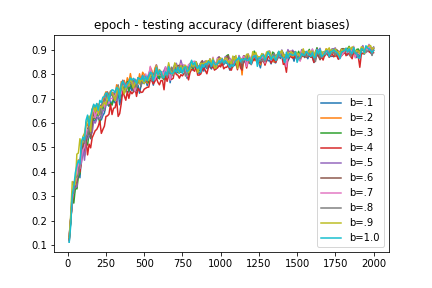 epoch - testing accuracy (different biases)
0.9
0.8
0.7
0.6
0.5
0.4
0.3
0.2
0.1
b=.1
b=.2
b=.3
b=.4
b=.5
b=.6
b=.7
b=.8
b=.9
b=1.0
0 250 500 750 1000 1250 1500 1750 2000